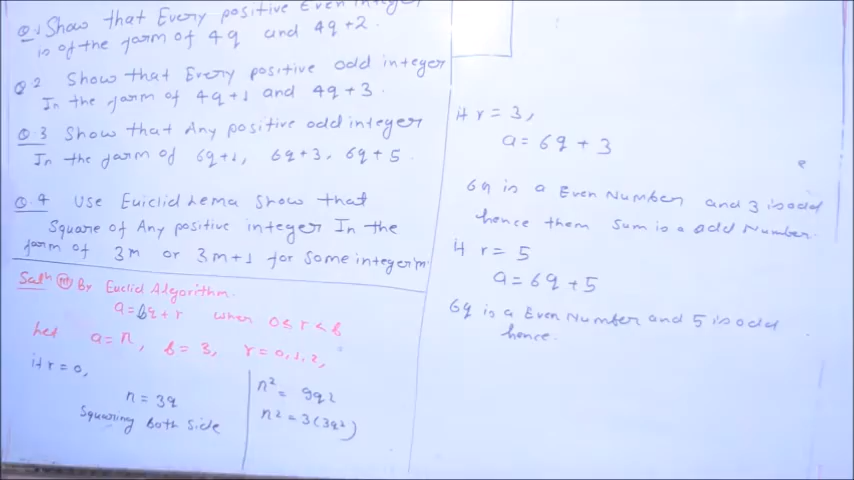 Q.1 Show that Every positive Even integer
is of the form of 4q and 4q+2.
Q.2 Show that Every positive odd integer
In the form of 4q+1 and 4q+3.
Q.3 Show that Any positive odd integer
In the form of 6q+1, 6q+3, 6q+5.
Q.4 Use Euiclid Lema Show that
Square of Any positive integer In the
form of 3m or 3m+1 for some integer'm'
Solⁿ By Euclid Algorithm.
a=bq+r when 0≤r<b
Let a=n, b=3, r=0,1,2,
if r=0,
n=3q
Squaring both side
n²=9q²
n²=3(3q²)
if r=3,
a=6q+3
6q is a Even Number and 3 is odd
hence them sum is a odd Number.
if r=5
a=6q+5
6q is a Even Number and 5 is odd
hence.